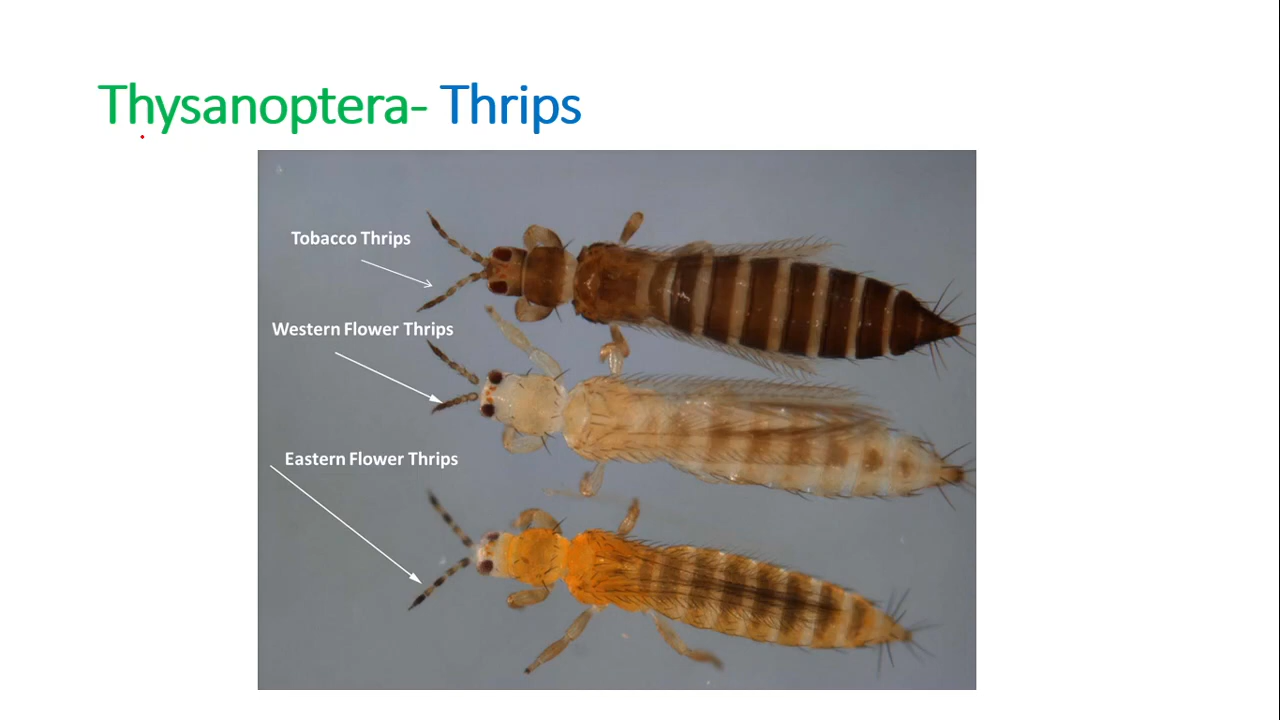 Thysanoptera- Thrips
Tobacco Thrips
Western Flower Thrips
Eastern Flower Thrips